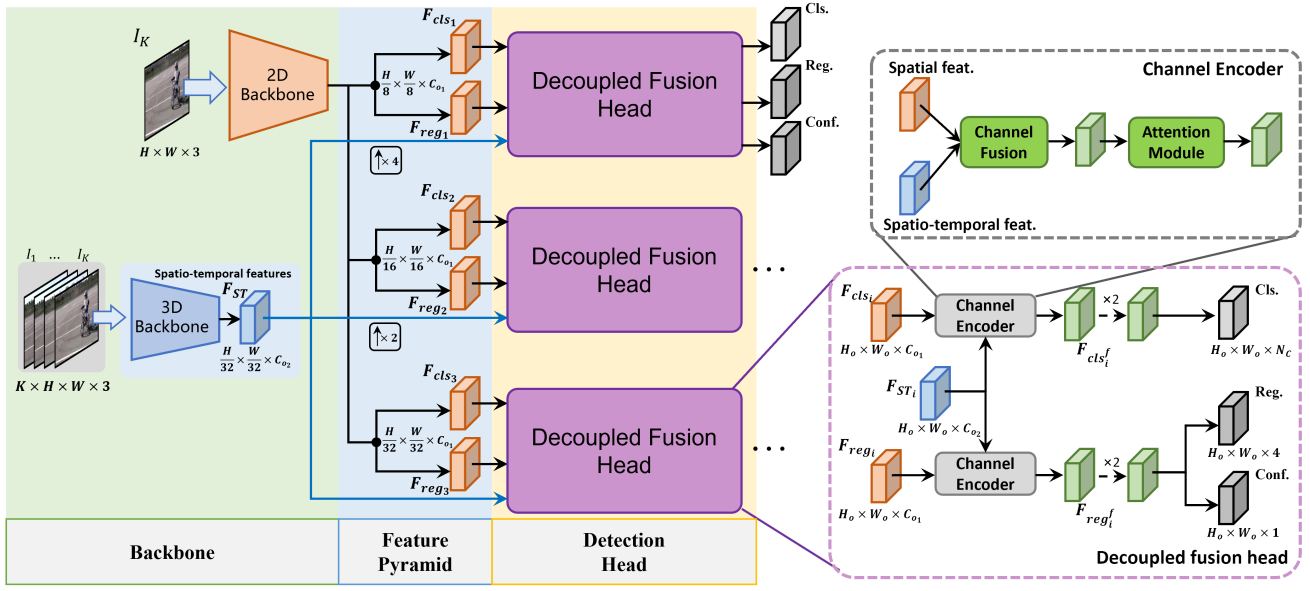 I_K
H × W × 3
2D
Backbone
I_1 ... I_K
K × H × W × 3
Spatio-temporal features
3D
Backbone
F_ST
H/32 × W/32 × C_o2
F_cls1
H/8 × W/8 × C_o1
F_reg1
↑× 4
F_cls2
H/16 × W/16 × C_o1
F_reg2
↑× 2
F_cls3
H/32 × W/32 × C_o1
F_reg3
Decoupled Fusion
Head
Cls.
Reg.
Conf.
Decoupled Fusion
Head
...
Decoupled Fusion
Head
...
Backbone
Feature
Pyramid
Detection
Head
Channel Encoder
Spatial feat.
Spatio-temporal feat.
Channel
Fusion
Attention
Module
F_cls_i
H_o × W_o × C_o1
Channel
Encoder
×2
F_cls_i^f
Cls.
H_o × W_o × N_C
F_ST_i
H_o × W_o × C_o2
F_reg_i
H_o × W_o × C_o1
Channel
Encoder
×2
F_reg_i^f
Reg.
H_o × W_o × 4
Conf.
H_o × W_o × 1
Decoupled fusion head